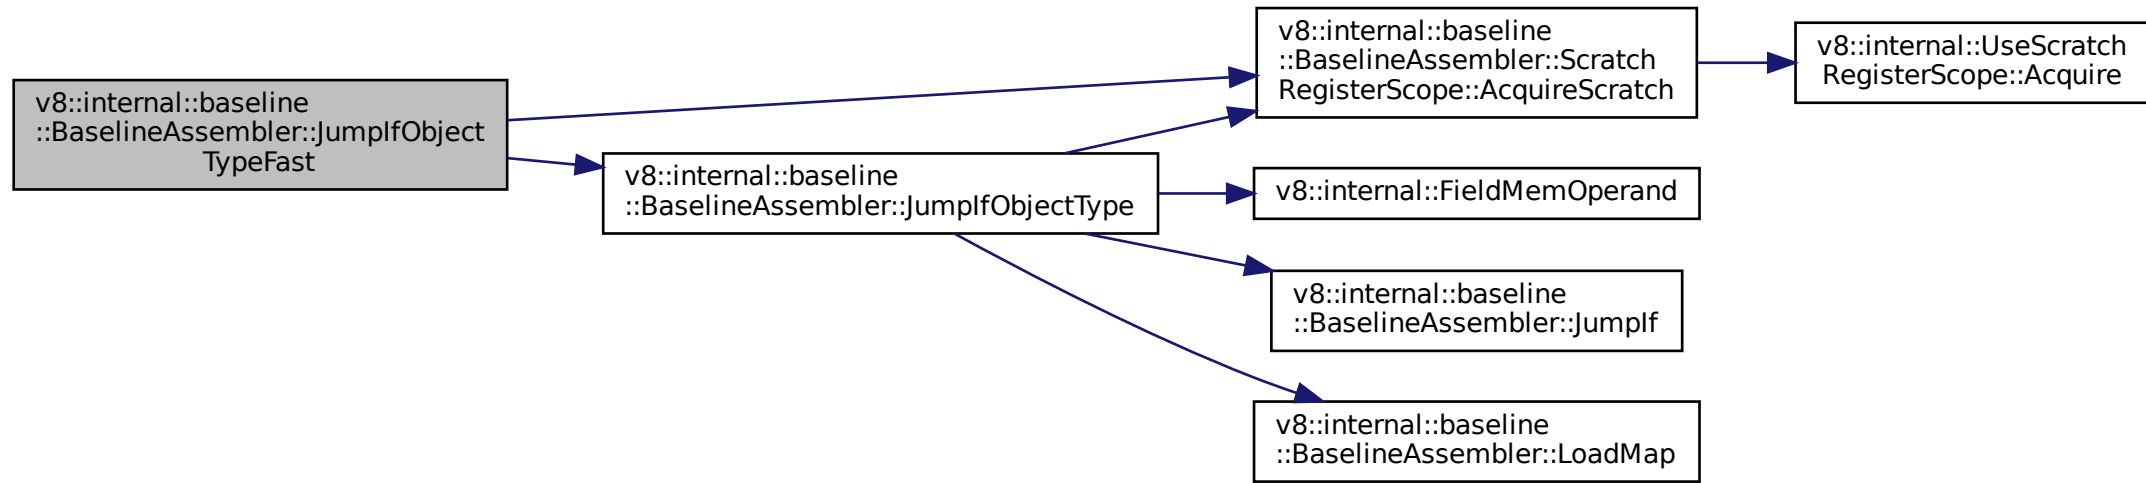 v8::internal::baseline
::BaselineAssembler::JumpIfObject
TypeFast
v8::internal::baseline
::BaselineAssembler::JumpIfObjectType
v8::internal::baseline
::BaselineAssembler::Scratch
RegisterScope::AcquireScratch
v8::internal::UseScratch
RegisterScope::Acquire
v8::internal::FieldMemOperand
v8::internal::baseline
::BaselineAssembler::JumpIf
v8::internal::baseline
::BaselineAssembler::LoadMap